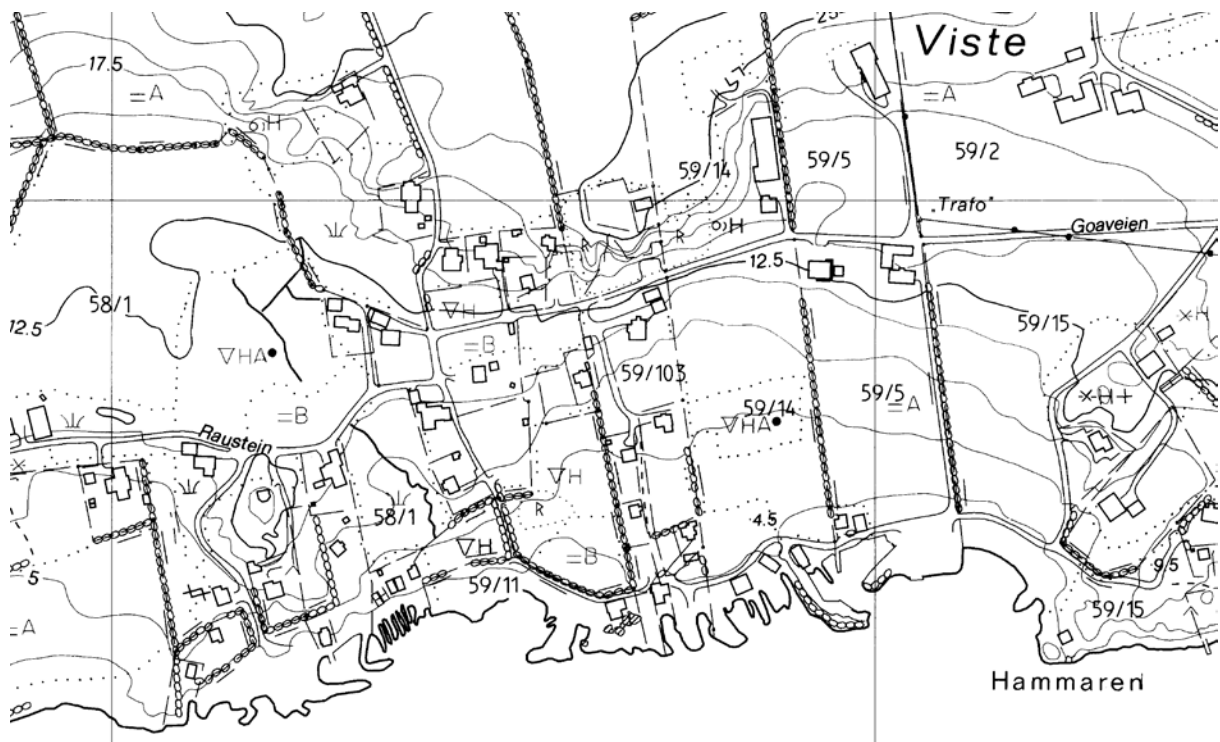 25
Viste
17.5
=A
=A
H
59/14
59/5
59/2
„Trafo"
Goaveien
R
R
H
12.5
58/1
12.5
▽H
59/15
×H
▽HA
=B
59/103
59/5
=A
×H+
=B
▽HA
59/14
Raustein
▽H
58/1
R
4.5
▽H
=B
5
59/11
9.5
=A
59/15
Hammaren